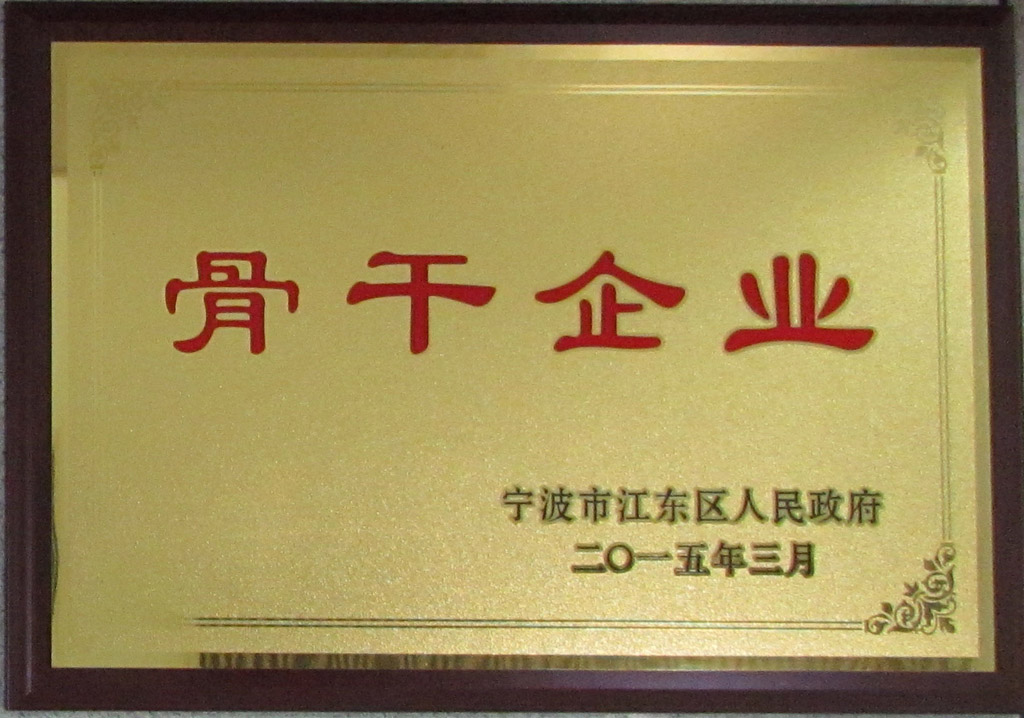 骨干企业
宁波市江东区人民政府
二〇一五年三月